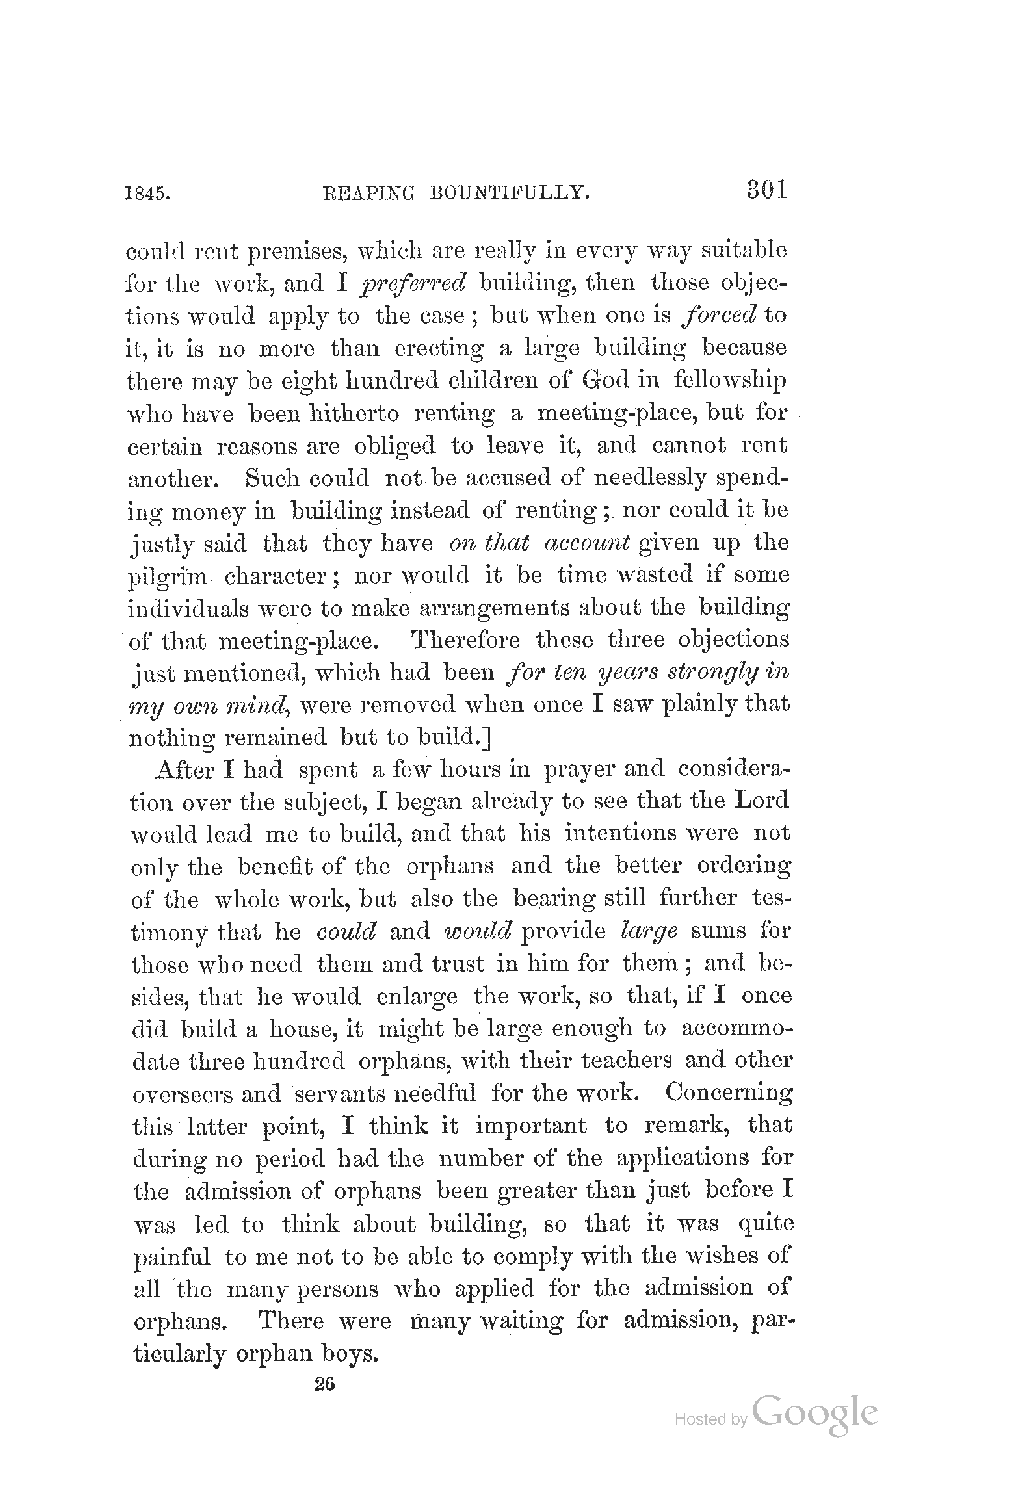 1845. REAPING BOUNTIFULLY. 301
could rent premises, which are really in every way suitable
for the work, and I preferred building, then those objec-
tions would apply to the case; but when one is forced to
it, it is no more than erecting a large building because
there may be eight hundred children of God in fellowship
who have been hitherto renting a meeting-place, but for
certain reasons are obliged to leave it, and cannot rent
another. Such could not be accused of needlessly spend-
ing money in building instead of renting; nor could it be
justly said that they have on that account given up the
pilgrim character; nor would it be time wasted if some
individuals were to make arrangements about the building
of that meeting-place. Therefore these three objections
just mentioned, which had been for ten years strongly in
my own mind, were removed when once I saw plainly that
nothing remained but to build.]
After I had spent a few hours in prayer and considera-
tion over the subject, I began already to see that the Lord
would lead me to build, and that his intentions were not
only the benefit of the orphans and the better ordering
of the whole work, but also the bearing still further tes-
timony that he could and would provide large sums for
those who need them and trust in him for them; and be-
sides, that he would enlarge the work, so that, if I once
did build a house, it might be large enough to accommo-
date three hundred orphans, with their teachers and other
overseers and servants needful for the work. Concerning
this latter point, I think it important to remark, that
during no period had the number of the applications for
the admission of orphans been greater than just before I
was led to think about building, so that it was quite
painful to me not to be able to comply with the wishes of
all the many persons who applied for the admission of
orphans. There were many waiting for admission, par-
ticularly orphan boys.
26
Hosted by Google